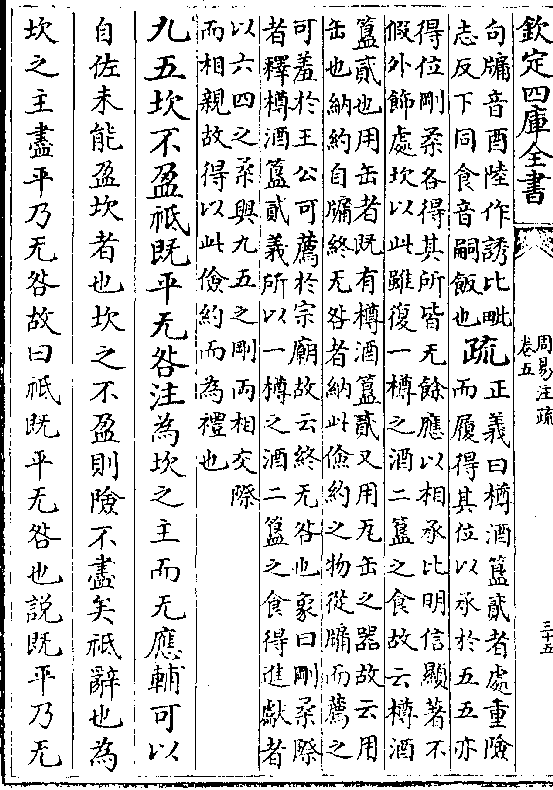 欽定四庫全書
周易注疏
卷五
三十五
句牖音酉陸作誘比毗
志反下同食音嗣飯也
疏
正義曰樽酒簋貳者處重險
而履得其位以承於五五亦
得位剛柔各得其所皆无餘應以相承比明信顯著不
假外飾處坎以此雖復一樽之酒二簋之食故云樽酒
簋貳也用缶者既有樽酒簋貳又用瓦缶之器故云用
缶也納約自牖終无咎者納此儉約之物從牖而薦之
可羞於王公可薦於宗廟故云終无咎也象曰剛柔際
者釋樽酒簋貳義所以一樽之酒二簋之食得進獻者
以六四之柔與九五之剛兩相交際
而相親故得以此儉約而為禮也
九五坎不盈祗既平无咎注為坎之主而无應輔可以
自佐未能盈坎者也坎之不盈則險不盡矣祗辭也為
坎之主盡平乃无咎故曰祗既平无咎也説既平乃无